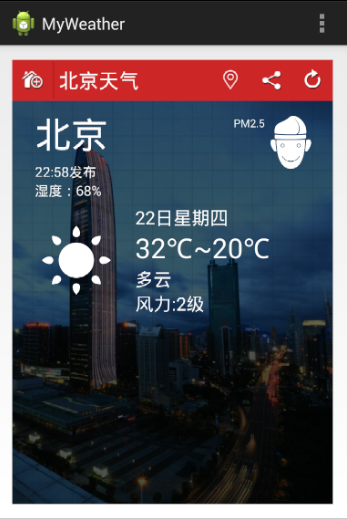 MyWeather
北京天气
北京
PM2.5
22:58发布
湿度：68%
22日星期四
32℃~20℃
多云
风力:2级